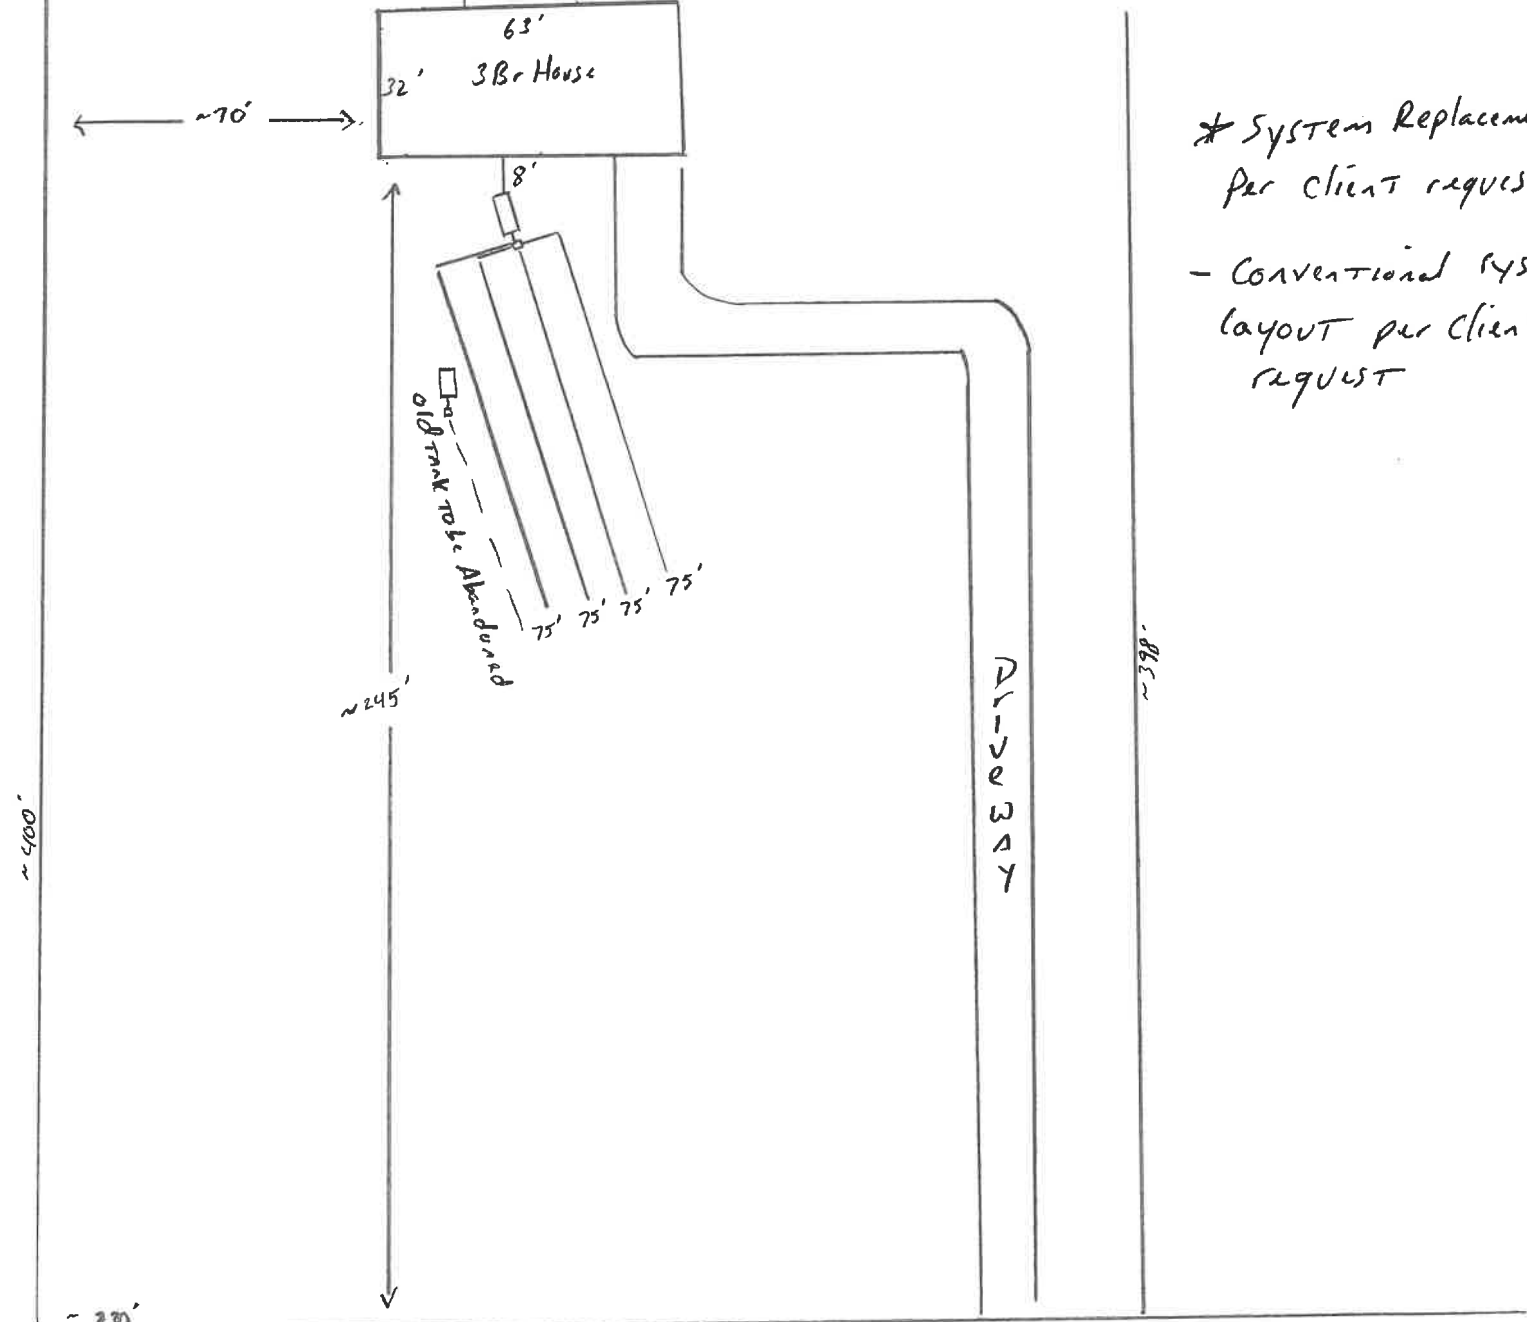 63'
32'
3Br House
~70'
8'
* System Replacem
Per client reques
- Conventional sys
layout per clien
request
old TANK To be Abandoned
75'
75'
75'
75'
~245'
~398'
Driveway
~400'